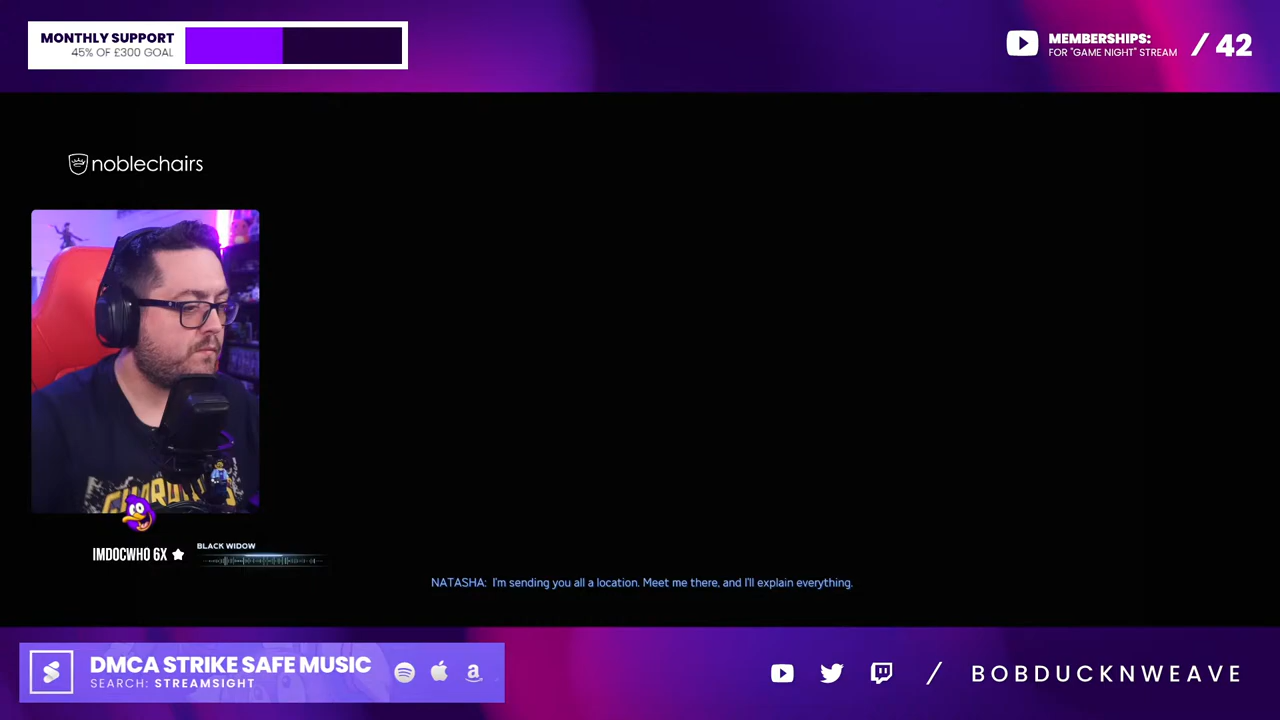 MONTHLY SUPPORT
45% OF £300 GOAL
MEMBERSHIPS:
FOR "GAME NIGHT" STREAM
/ 42
noblechairs
IMDOCWHO 6X
BLACK WIDOW
NATASHA: I'm sending you all a location. Meet me there, and I'll explain everything.
DMCA STRIKE SAFE MUSIC
SEARCH: STREAMSIGHT
/ BOBDUCKNWEAVE